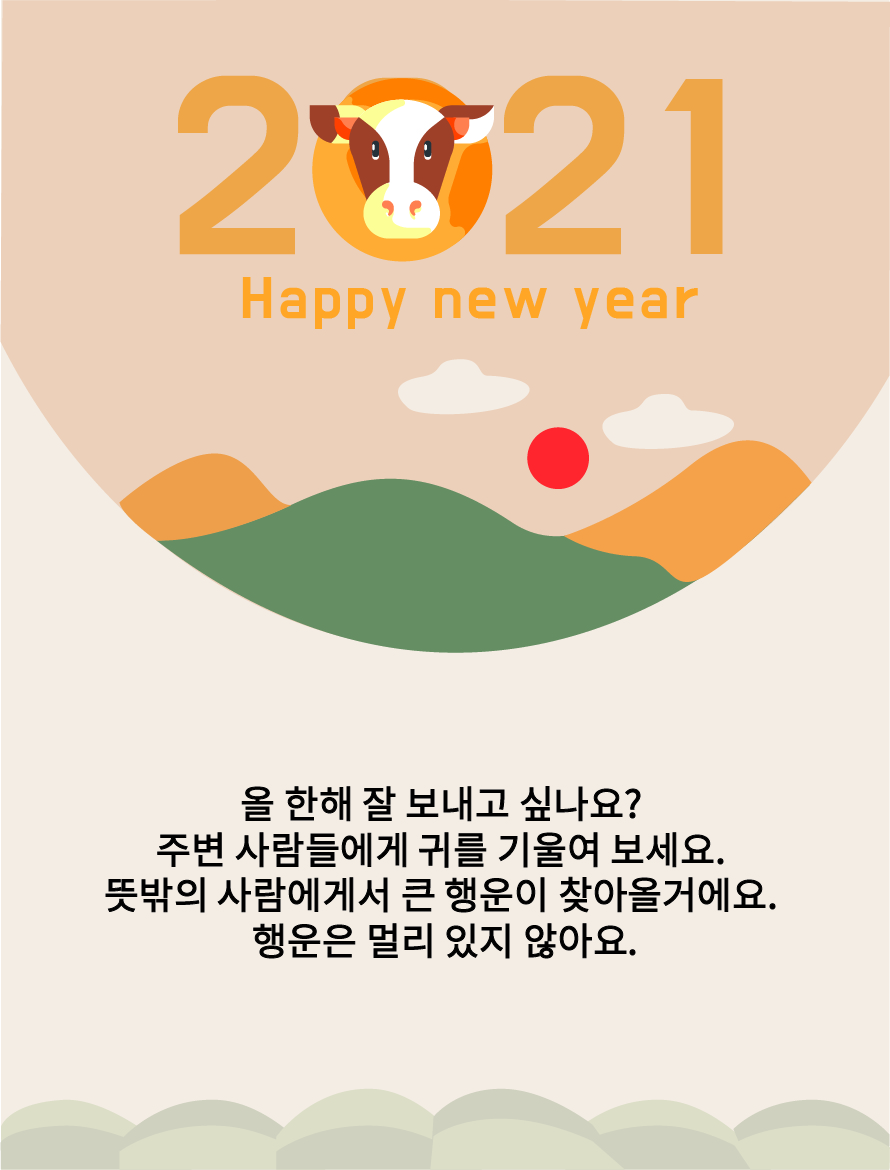 2021
Happy new year
올 한해 잘 보내고 싶나요?
주변 사람들에게 귀를 기울여 보세요.
뜻밖의 사람에게서 큰 행운이 찾아올거에요.
행운은 멀리 있지 않아요.